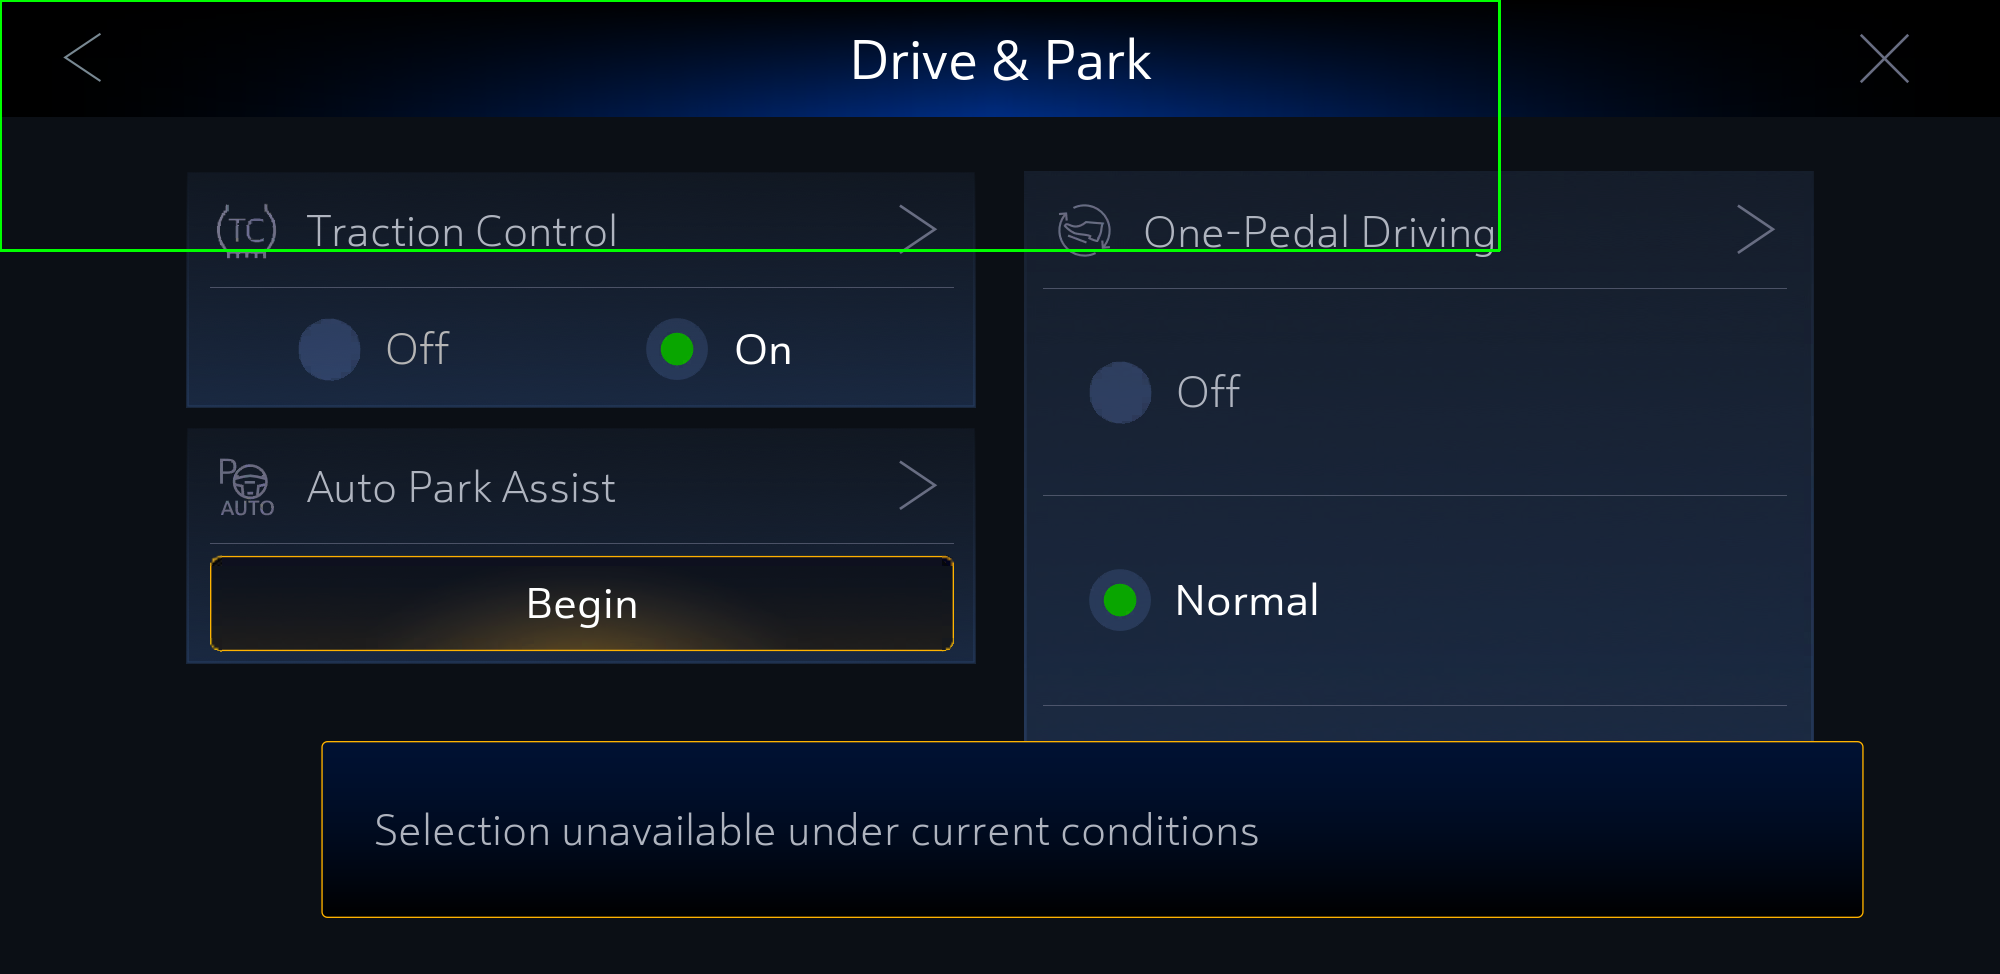 Drive & Park
TC
Traction Control
Off
On
P
AUTO
Auto Park Assist
Begin
One-Pedal Driving
Off
Normal
Selection unavailable under current conditions